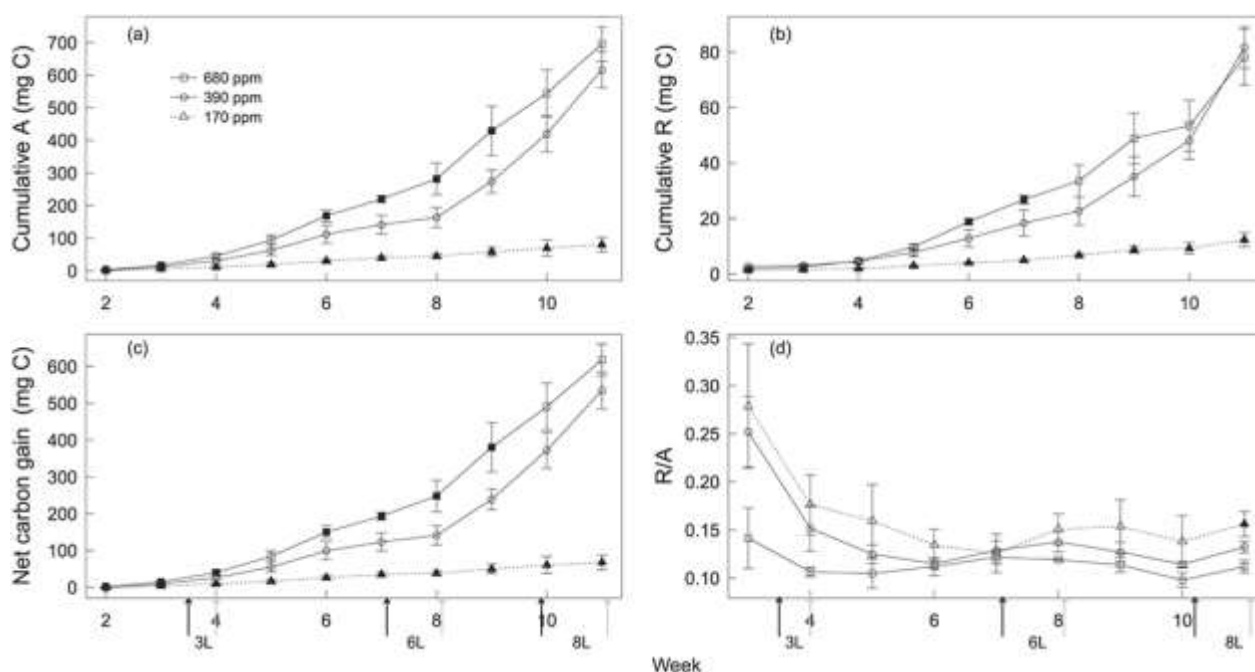 (a)
Cumulative A (mg C)
700
600
500
400
300
200
100
0
680 ppm
390 ppm
170 ppm
2 4 6 8 10
(b)
Cumulative R (mg C)
80
60
40
20
0
2 4 6 8 10
(c)
Net carbon gain (mg C)
600
500
400
300
200
100
0
2 4 6 8 10
3L 6L 8L
(d)
R/A
0.35
0.30
0.25
0.20
0.15
0.10
4 6 8 10
3L 6L 8L
Week